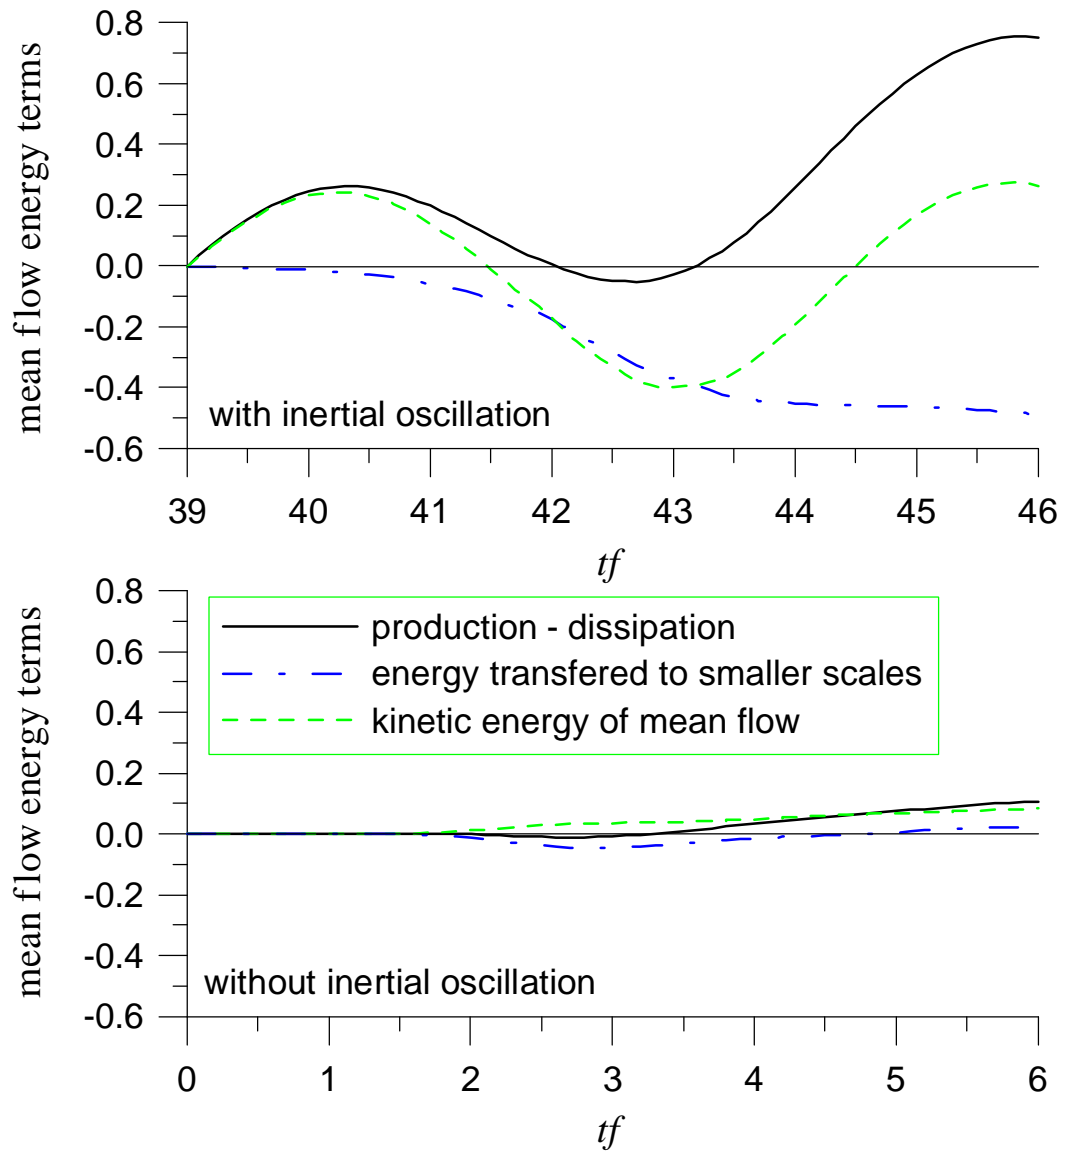 mean flow energy terms
0.8
0.6
0.4
0.2
0.0
-0.2
-0.4
-0.6
with inertial oscillation
39 40 41 42 43 44 45 46
tf
mean flow energy terms
0.8
0.6
0.4
0.2
0.0
-0.2
-0.4
-0.6
production - dissipation
energy transfered to smaller scales
kinetic energy of mean flow
without inertial oscillation
0 1 2 3 4 5 6
tf